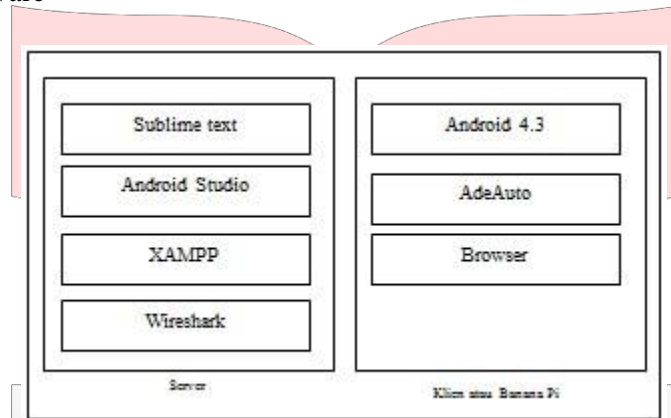 Sublime text
Android Studio
XAMPP
Wireshark
Server
Android 4.3
AdeAuto
Browser
Klien atau Banana Pi